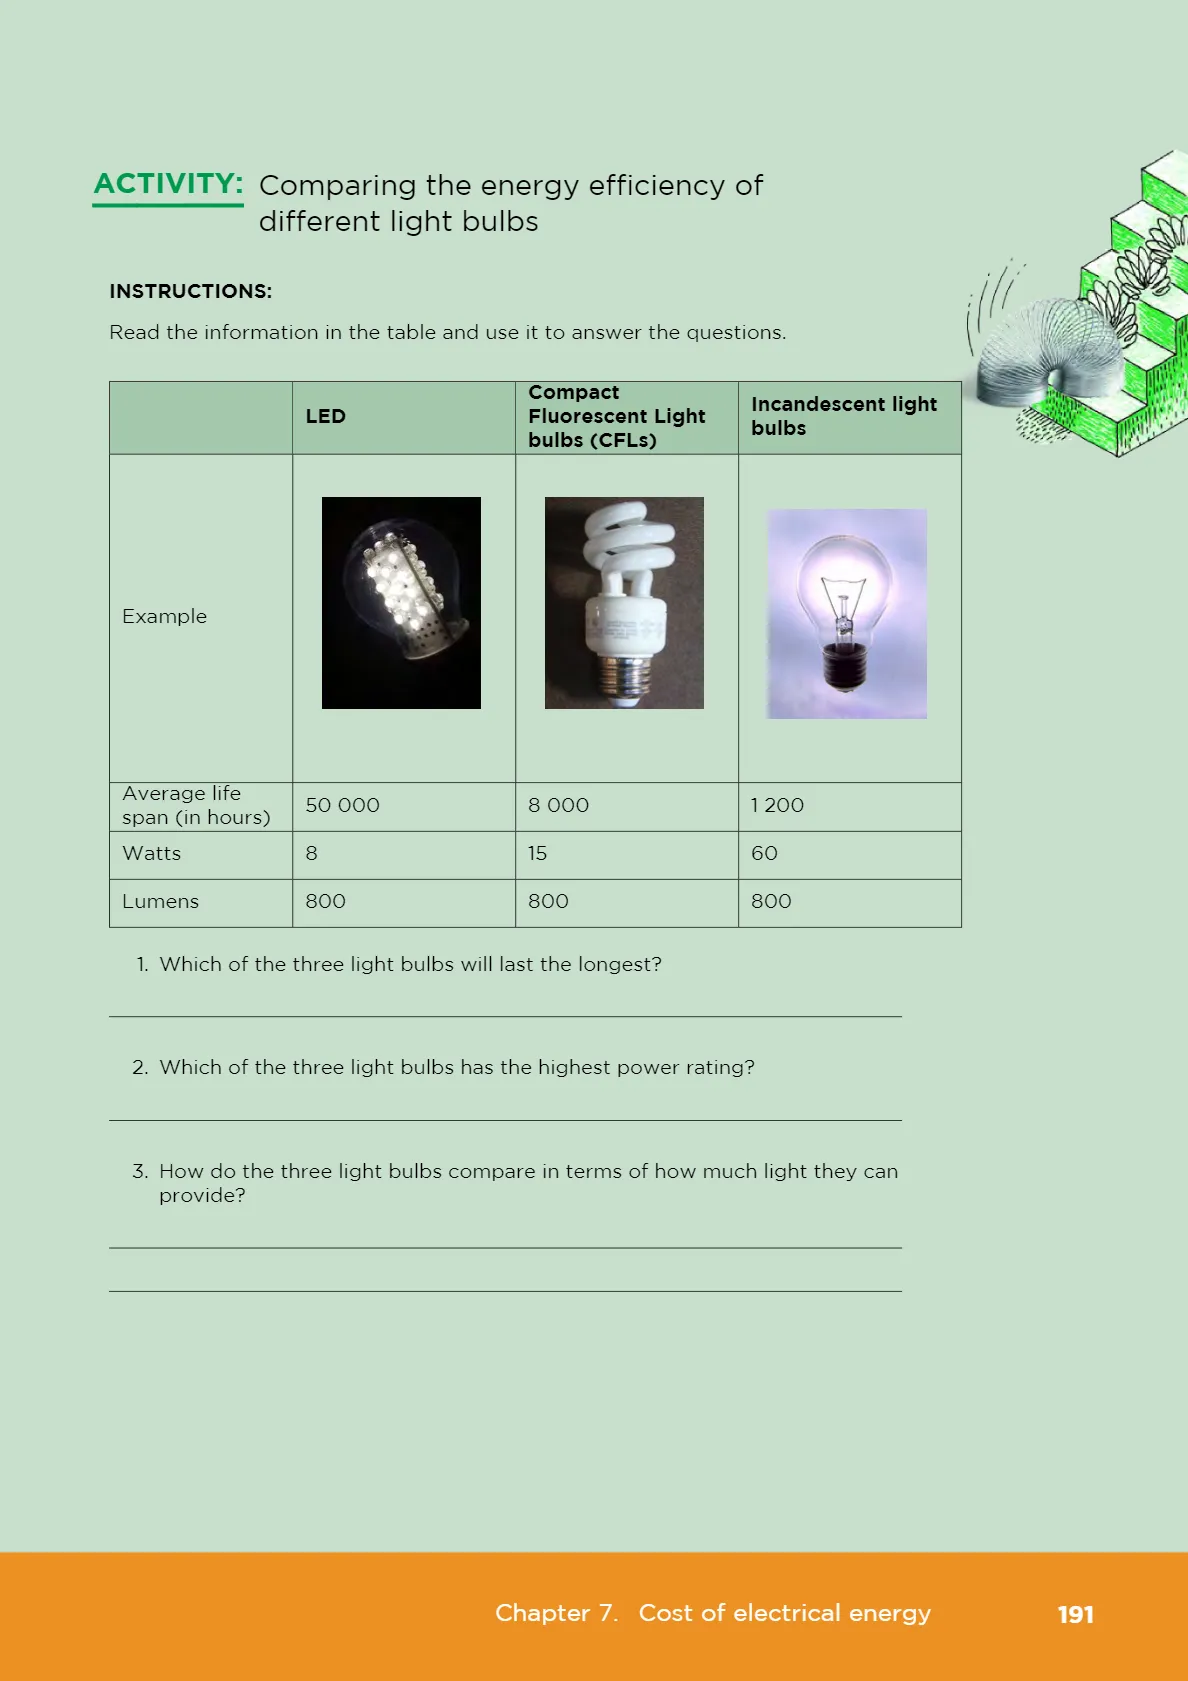 ACTIVITY: Comparing the energy efficiency of
different light bulbs
INSTRUCTIONS:
Read the information in the table and use it to answer the questions.
LED
Compact
Fluorescent Light
bulbs (CFLs)
Incandescent light
bulbs
Example
Average life
span (in hours)
50 000
8 000
1 200
Watts
8
15
60
Lumens
800
800
800
1. Which of the three light bulbs will last the longest?
2. Which of the three light bulbs has the highest power rating?
3. How do the three light bulbs compare in terms of how much light they can
provide?
Chapter 7. Cost of electrical energy
191